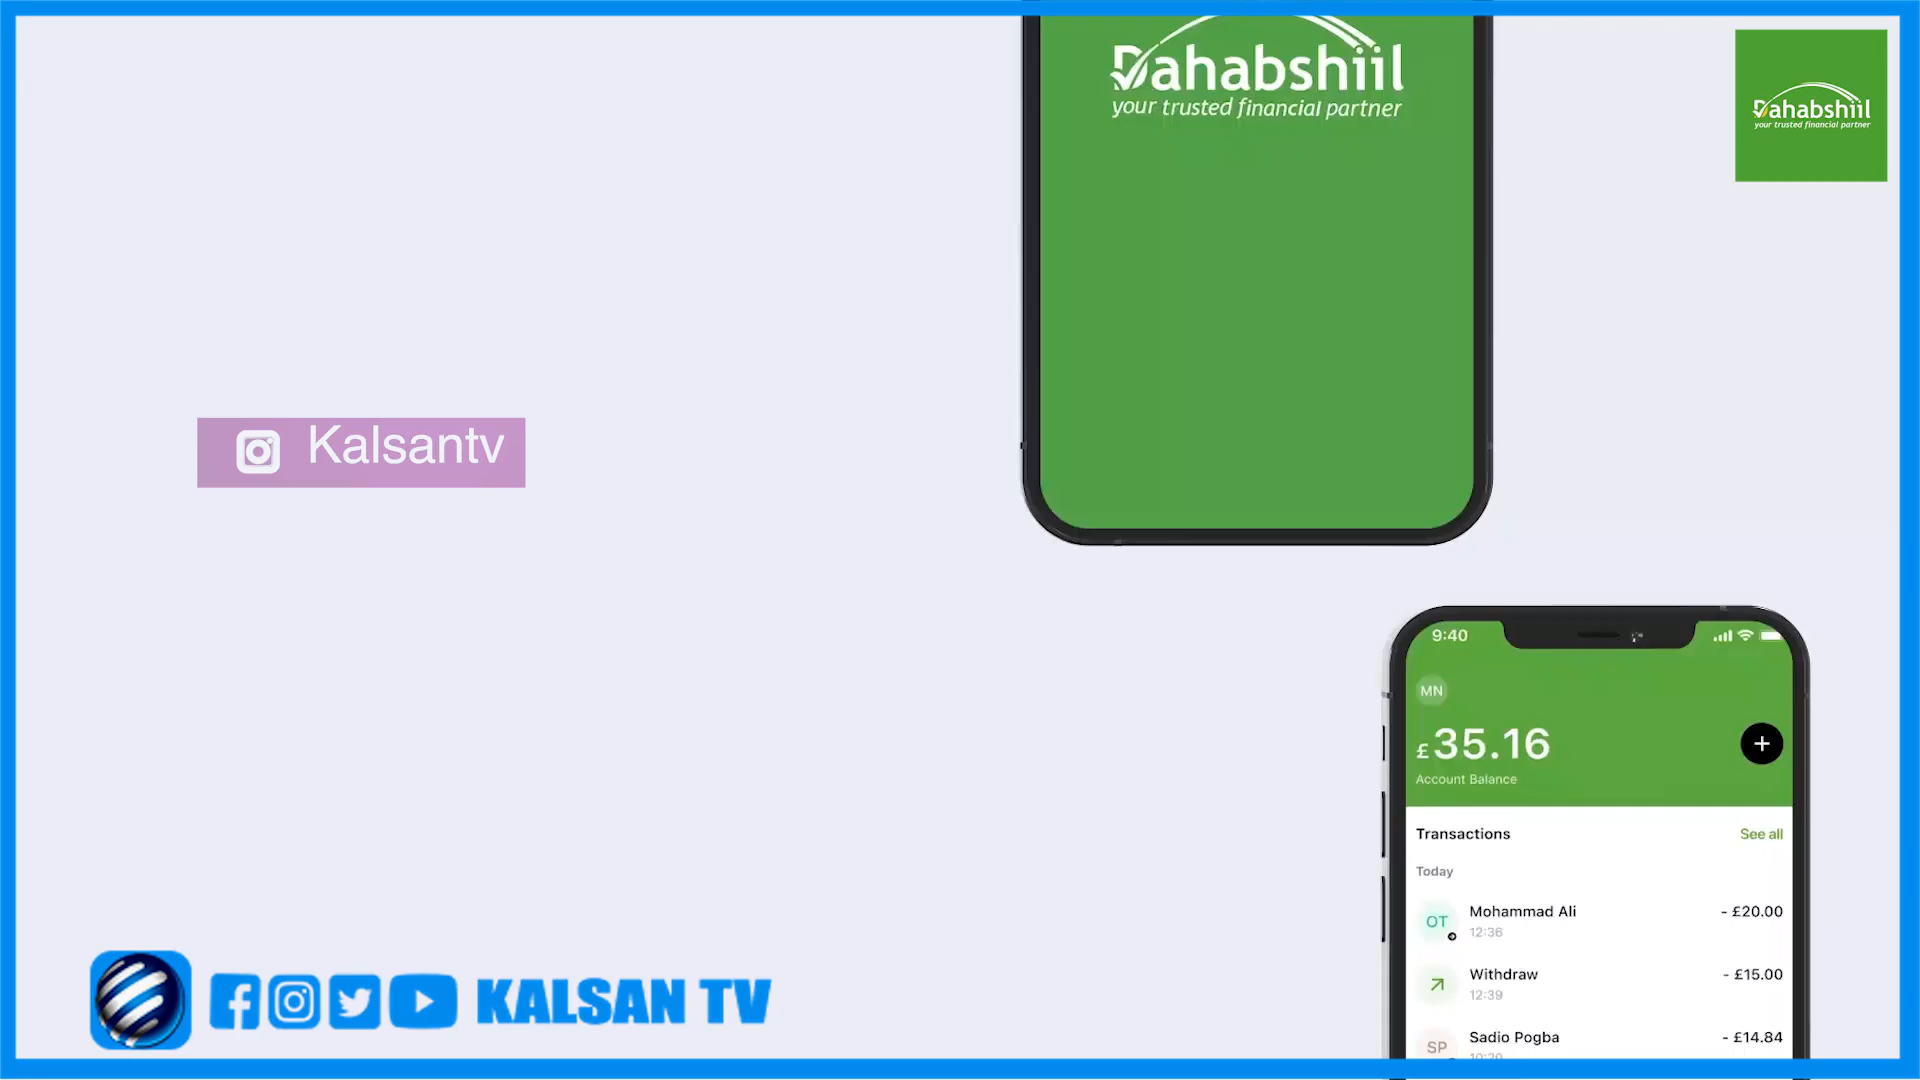 Dahabshiil
your trusted financial partner
Dahabshiil
your trusted financial partner
Kalsantv
9:40
MN
£35.16
Account Balance
Transactions See all
Today
OT Mohammad Ali - £20.00
12:36
Withdraw - £15.00
12:39
SP Sadio Pogba - £14.84
KALSAN TV